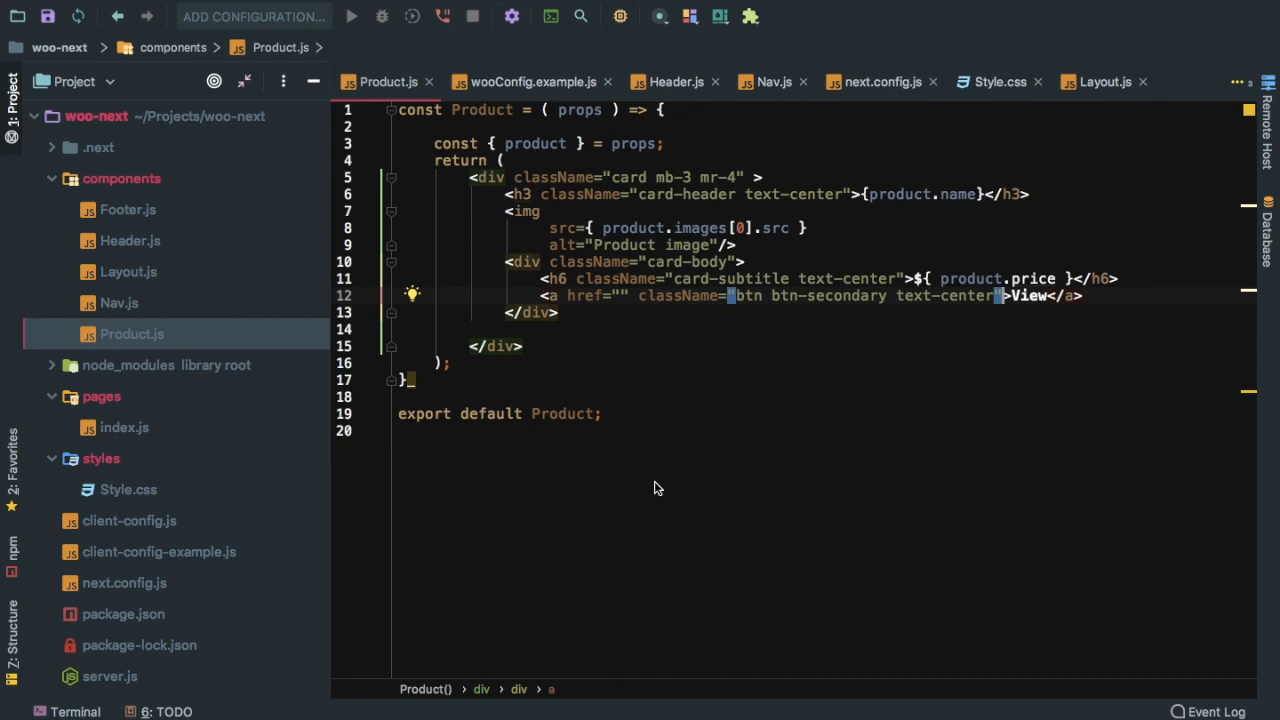 ADD CONFIGURATION...
woo-next components Product.js
1: Project
Project
Product.js wooConfig.example.js Header.js Nav.js next.config.js Style.css Layout.js
woo-next ~/Projects/woo-next
.next
components
Footer.js
Header.js
Layout.js
Nav.js
Product.js
node_modules library root
pages
index.js
styles
Style.css
client-config.js
client-config-example.js
next.config.js
package.json
package-lock.json
server.js
2: Favorites
npm
Z: Structure
1 const Product = ( props ) => {
2
3 const { product } = props;
4 return (
5 <div className="card mb-3 mr-4" >
6 <h3 className="card-header text-center">{product.name}</h3>
7 <img
8 src={ product.images[0].src }
9 alt="Product image"/>
10 <div className="card-body">
11 <h6 className="card-subtitle text-center">${ product.price }</h6>
12 <a href="" className="btn btn-secondary text-center">View</a>
13 </div>
14
15 </div>
16 );
17 }
18
19 export default Product;
20
Remote Host
Database
Product() div div a
Terminal 6: TODO Event Log